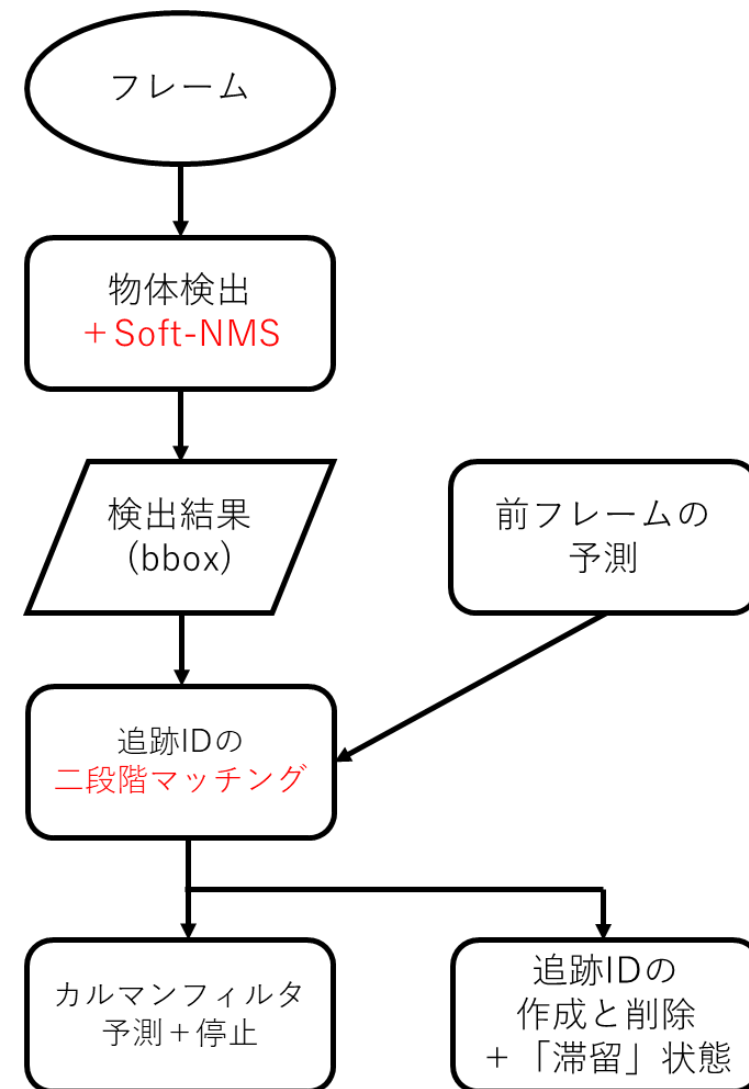 フレーム
物体検出
＋Soft-NMS
検出結果
(bbox)
前フレームの
予測
追跡IDの
二段階マッチング
カルマンフィルタ
予測＋停止
追跡IDの
作成と削除
＋「滞留」状態